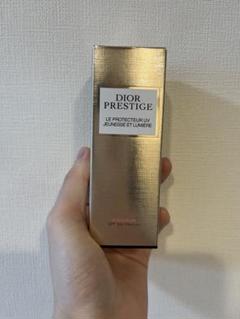 DIOR
PRESTIGE
LE PROTECTEUR UV
JEUNESSE ET LUMIÈRE